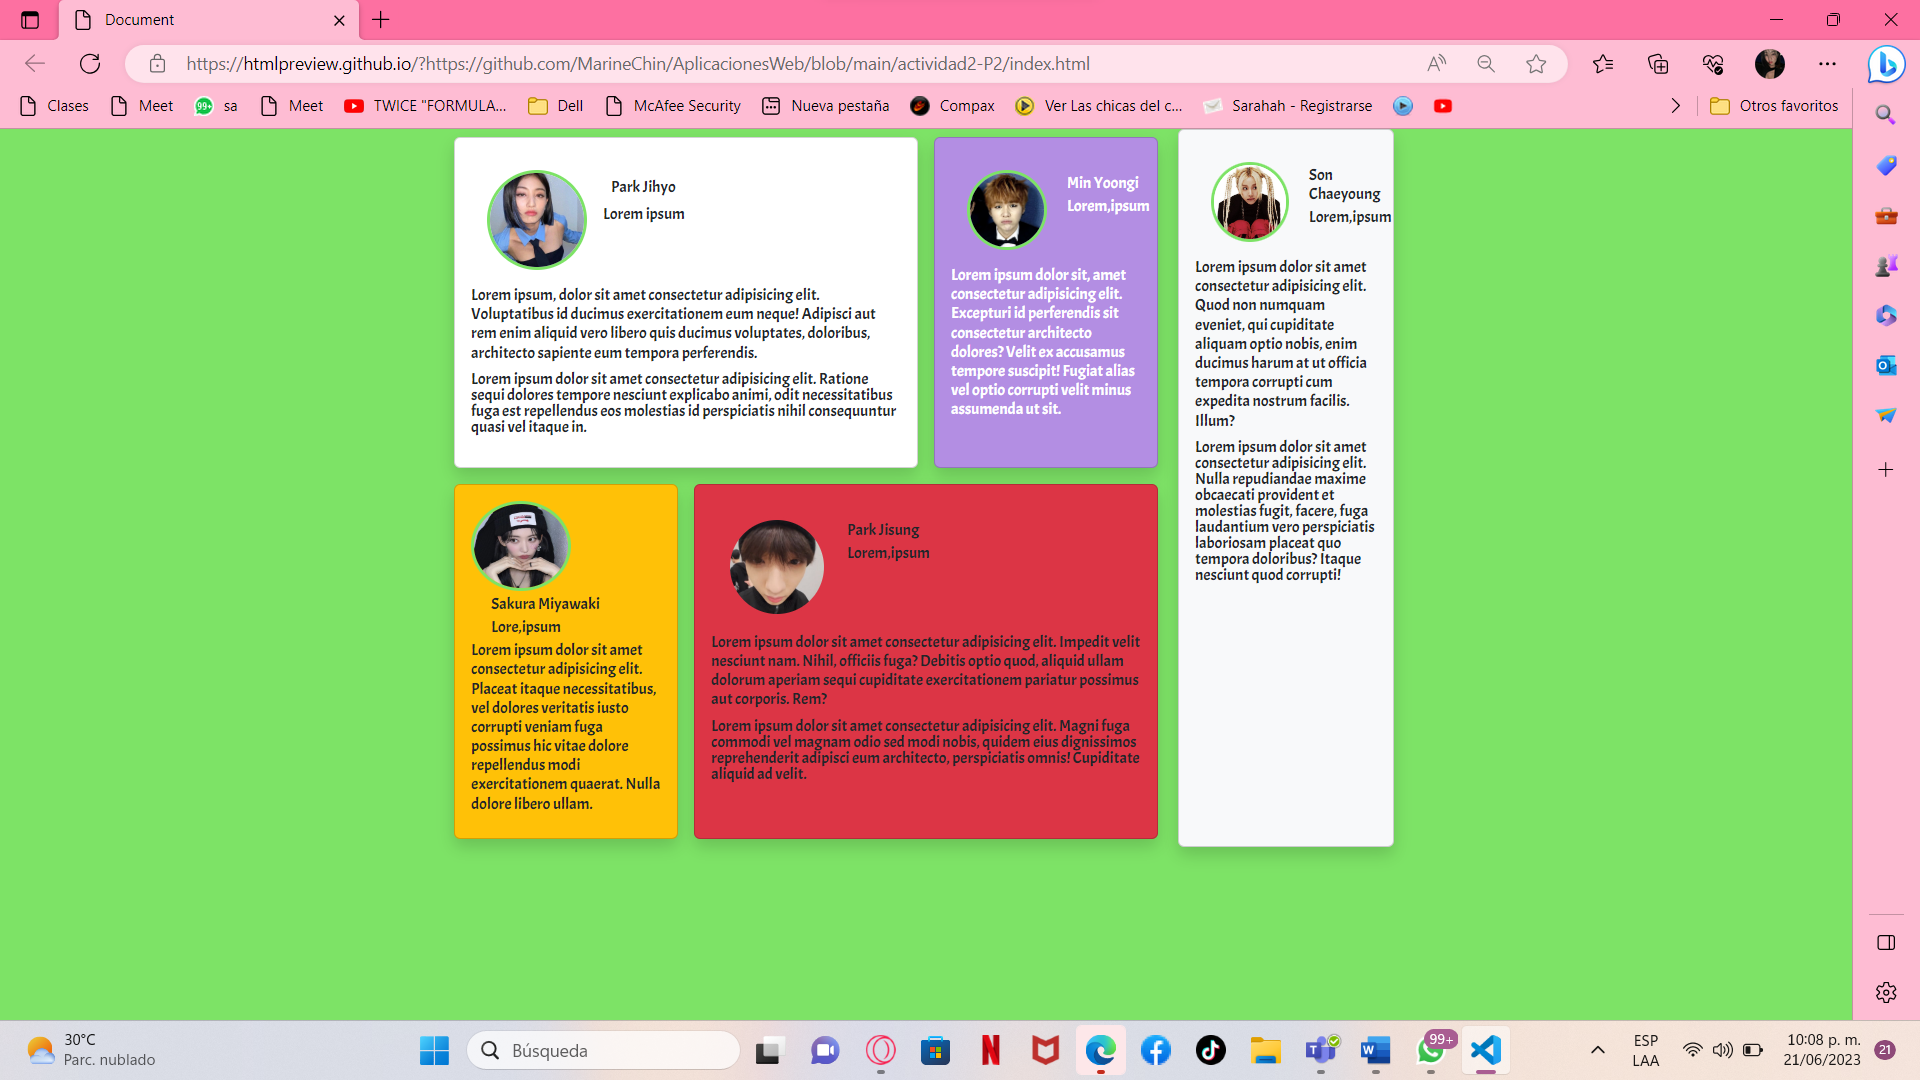 Document
https://htmlpreview.github.io/?https://github.com/MarineChin/AplicacionesWeb/blob/main/actividad2-P2/index.html
Clases
Meet
99+
sa
Meet
TWICE "FORMULA...
Dell
McAfee Security
Nueva pestaña
Compax
Ver Las chicas del c...
Sarahah - Registrarse
Otros favoritos
Park Jihyo
Lorem ipsum
Lorem ipsum, dolor sit amet consectetur adipisicing elit.
Voluptatibus id ducimus exercitationem eum neque! Adipisci aut
rem enim aliquid vero libero quis ducimus voluptates, doloribus,
architecto sapiente eum tempora perferendis.
Lorem ipsum dolor sit amet consectetur adipisicing elit. Ratione
sequi dolores tempore nesciunt explicabo animi, odit necessitatibus
fuga est repellendus eos molestias id perspiciatis nihil consequuntur
quasi vel itaque in.
Min Yoongi
Lorem,ipsum
Lorem ipsum dolor sit, amet
consectetur adipisicing elit.
Excepturi id perferendis sit
consectetur architecto
dolores? Velit ex accusamus
tempore suscipit! Fugiat alias
vel optio corrupti velit minus
assumenda ut sit.
Son
Chaeyoung
Lorem,ipsum
Lorem ipsum dolor sit amet
consectetur adipisicing elit.
Quod non numquam
eveniet, qui cupiditate
aliquam optio nobis, enim
ducimus harum at ut officia
tempora corrupti cum
expedita nostrum facilis.
Illum?
Lorem ipsum dolor sit amet
consectetur adipisicing elit.
Nulla repudiandae maxime
obcaecati provident et
molestias fugit, facere, fuga
laudantium vero perspiciatis
laboriosam placeat quo
tempora doloribus? Itaque
nesciunt quod corrupti!
Sakura Miyawaki
Lore,ipsum
Lorem ipsum dolor sit amet
consectetur adipisicing elit.
Placeat itaque necessitatibus,
vel dolores veritatis iusto
corrupti veniam fuga
possimus hic vitae dolore
repellendus modi
exercitationem quaerat. Nulla
dolore libero ullam.
Park Jisung
Lorem,ipsum
Lorem ipsum dolor sit amet consectetur adipisicing elit. Impedit velit
nesciunt nam. Nihil, officiis fuga? Debitis optio quod, aliquid ullam
dolorum aperiam sequi cupiditate exercitationem pariatur possimus
aut corporis. Rem?
Lorem ipsum dolor sit amet consectetur adipisicing elit. Magni fuga
commodi vel magnam odio sed modi nobis, quidem eius dignissimos
reprehenderit adipisci eum architecto, perspiciatis omnis! Cupiditate
aliquid ad velit.
30°C
Parc. nublado
Búsqueda
99+
ESP
LAA
10:08 p. m.
21/06/2023
21